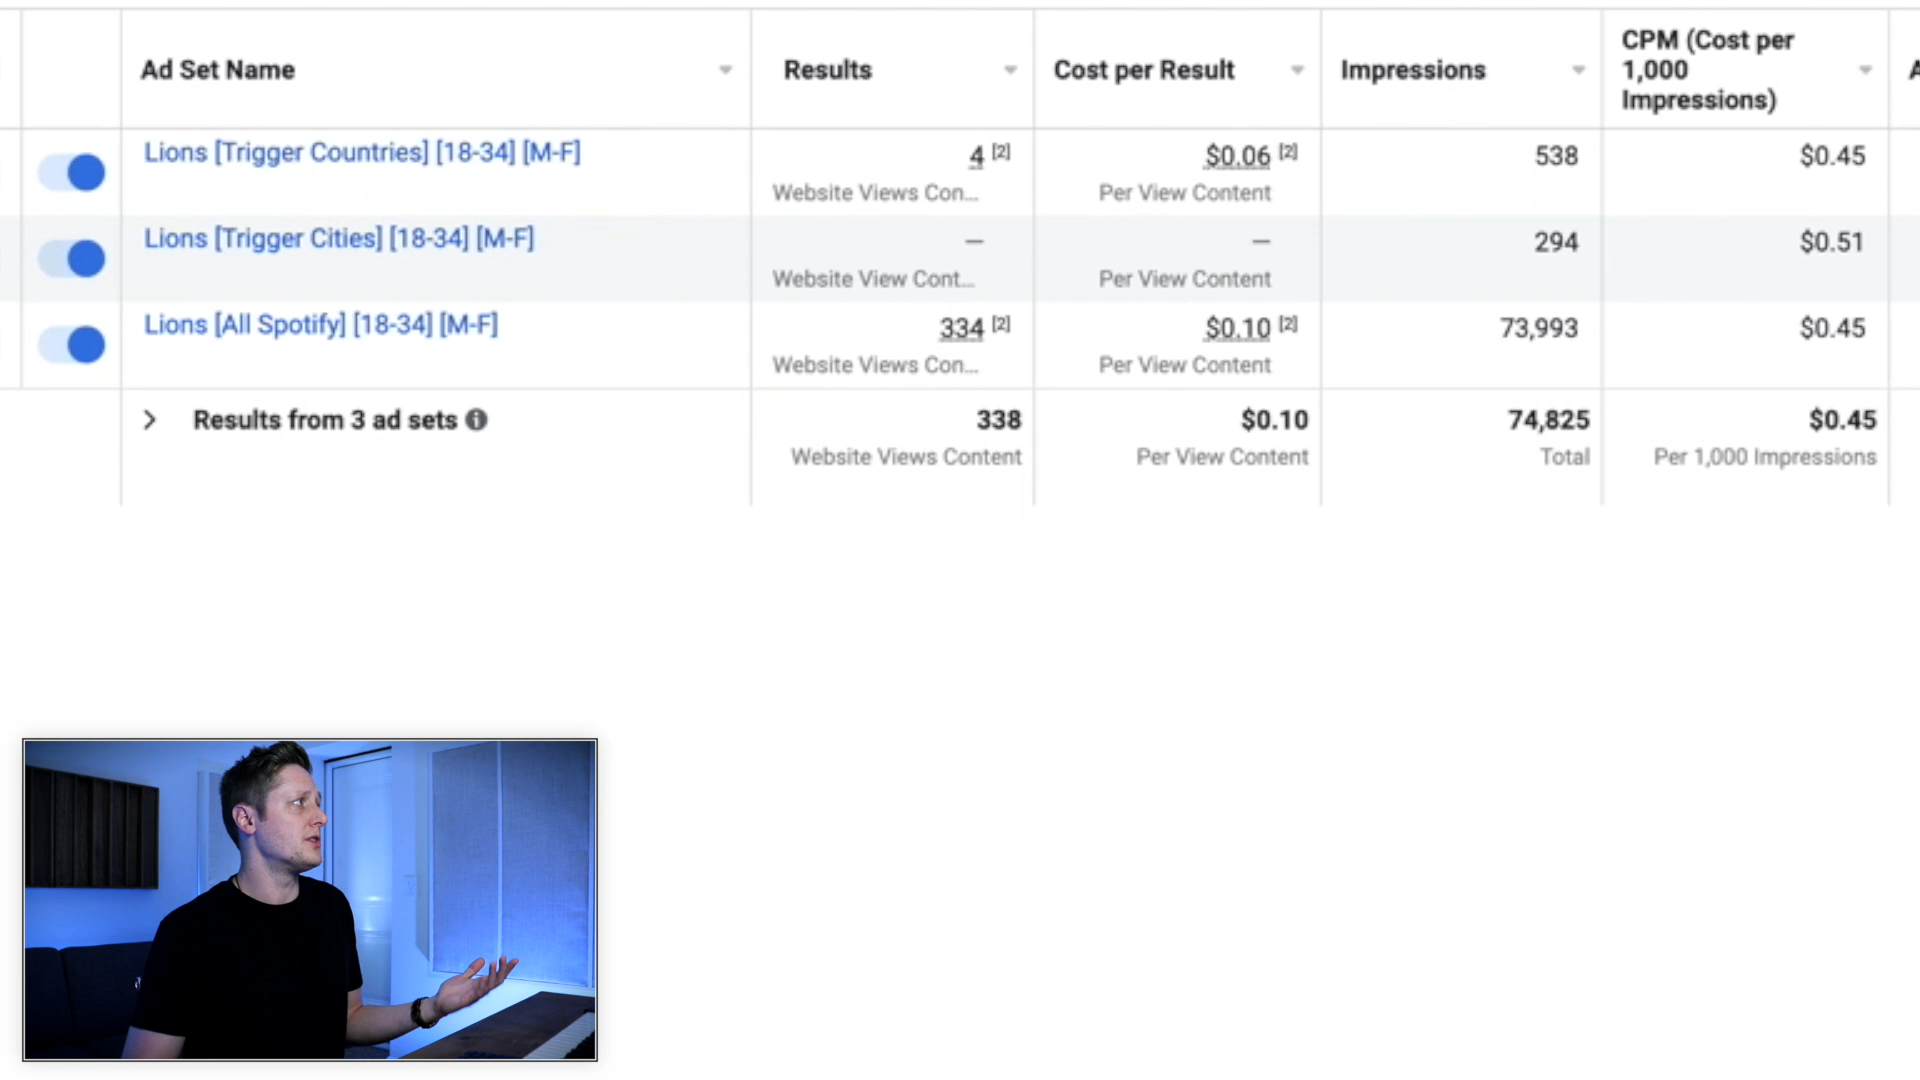 Ad Set Name
Results
Cost per Result
Impressions
CPM (Cost per
1,000
Impressions)
Lions [Trigger Countries] [18-34] [M-F]
4 [2]
$0.06 [2]
538
$0.45
Website Views Con...
Per View Content
Lions [Trigger Cities] [18-34] [M-F]
—
—
294
$0.51
Website View Cont...
Per View Content
Lions [All Spotify] [18-34] [M-F]
334 [2]
$0.10 [2]
73,993
$0.45
Website Views Con...
Per View Content
Results from 3 ad sets
338
$0.10
74,825
$0.45
Website Views Content
Per View Content
Total
Per 1,000 Impressions